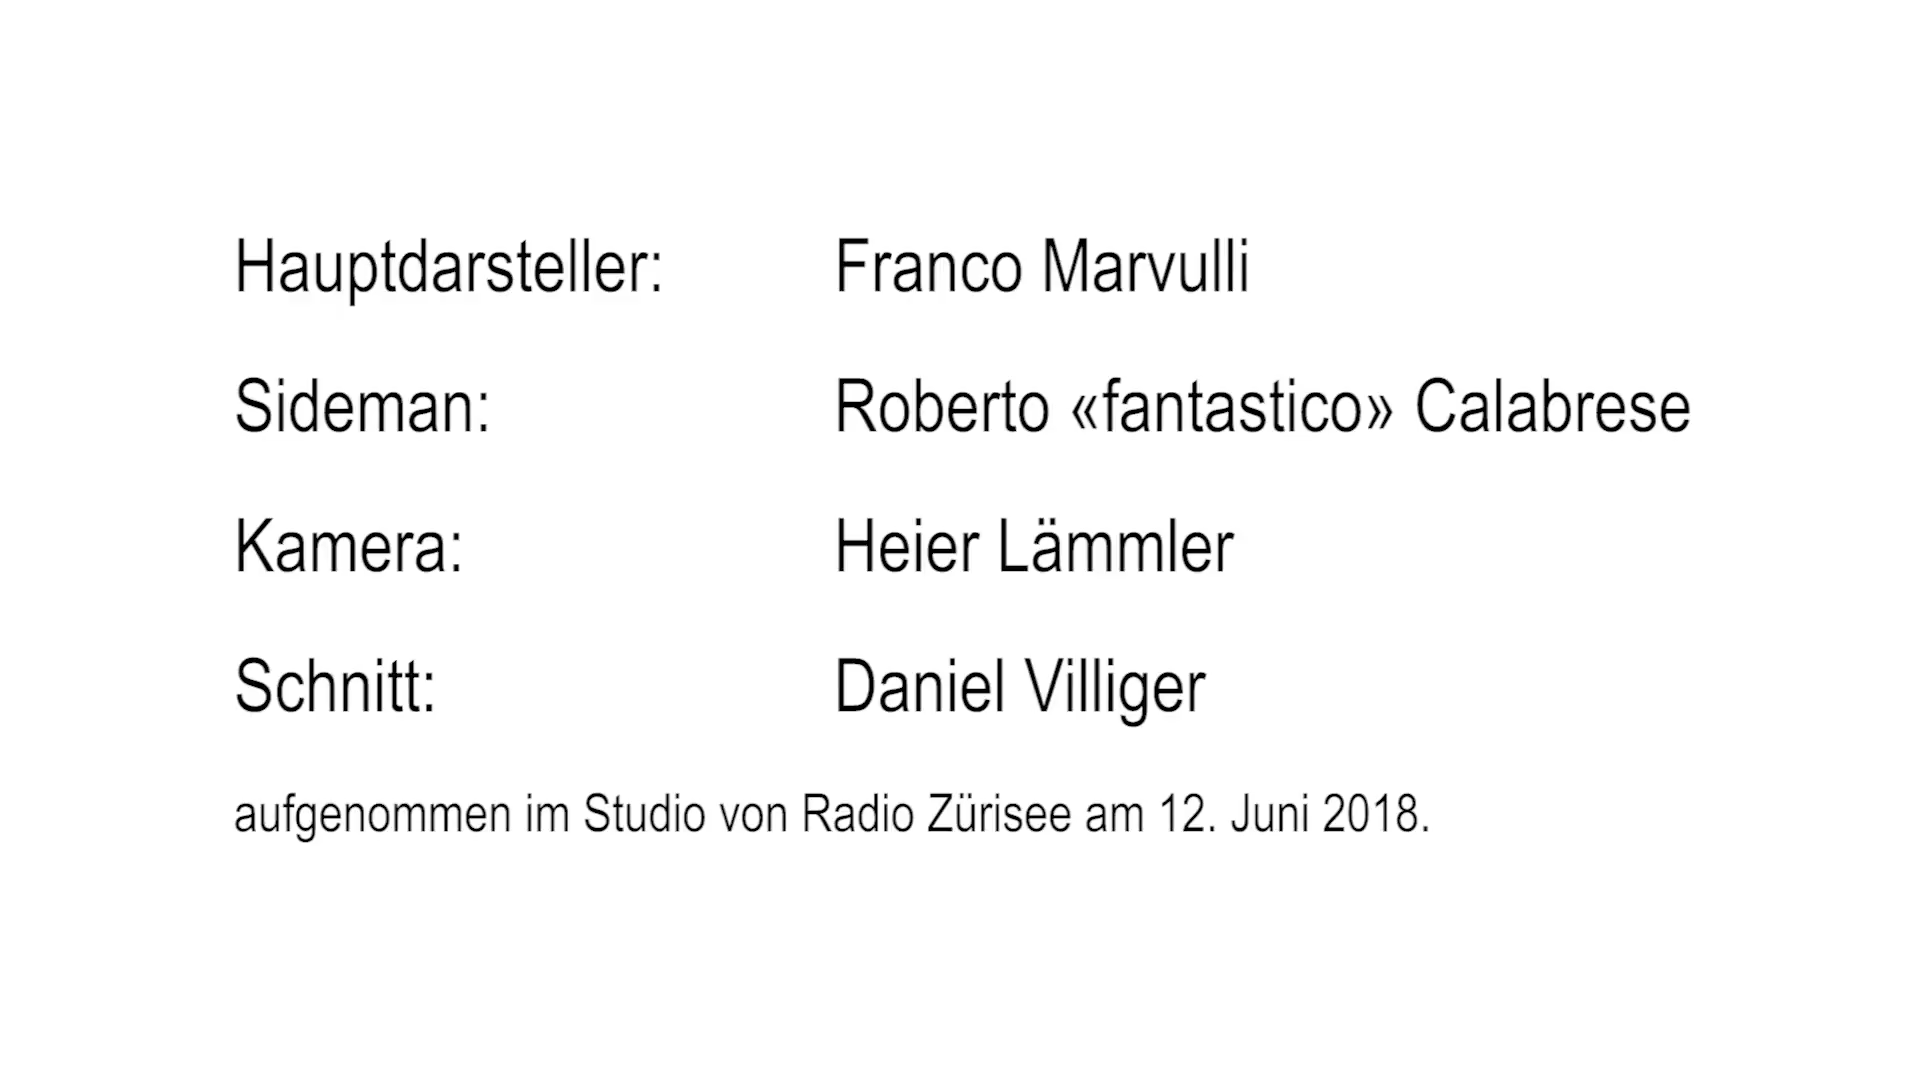 Hauptdarsteller: Franco Marvulli
Sideman: Roberto «fantastico» Calabrese
Kamera: Heier Lämmler
Schnitt: Daniel Villiger
aufgenommen im Studio von Radio Zürisee am 12. Juni 2018.